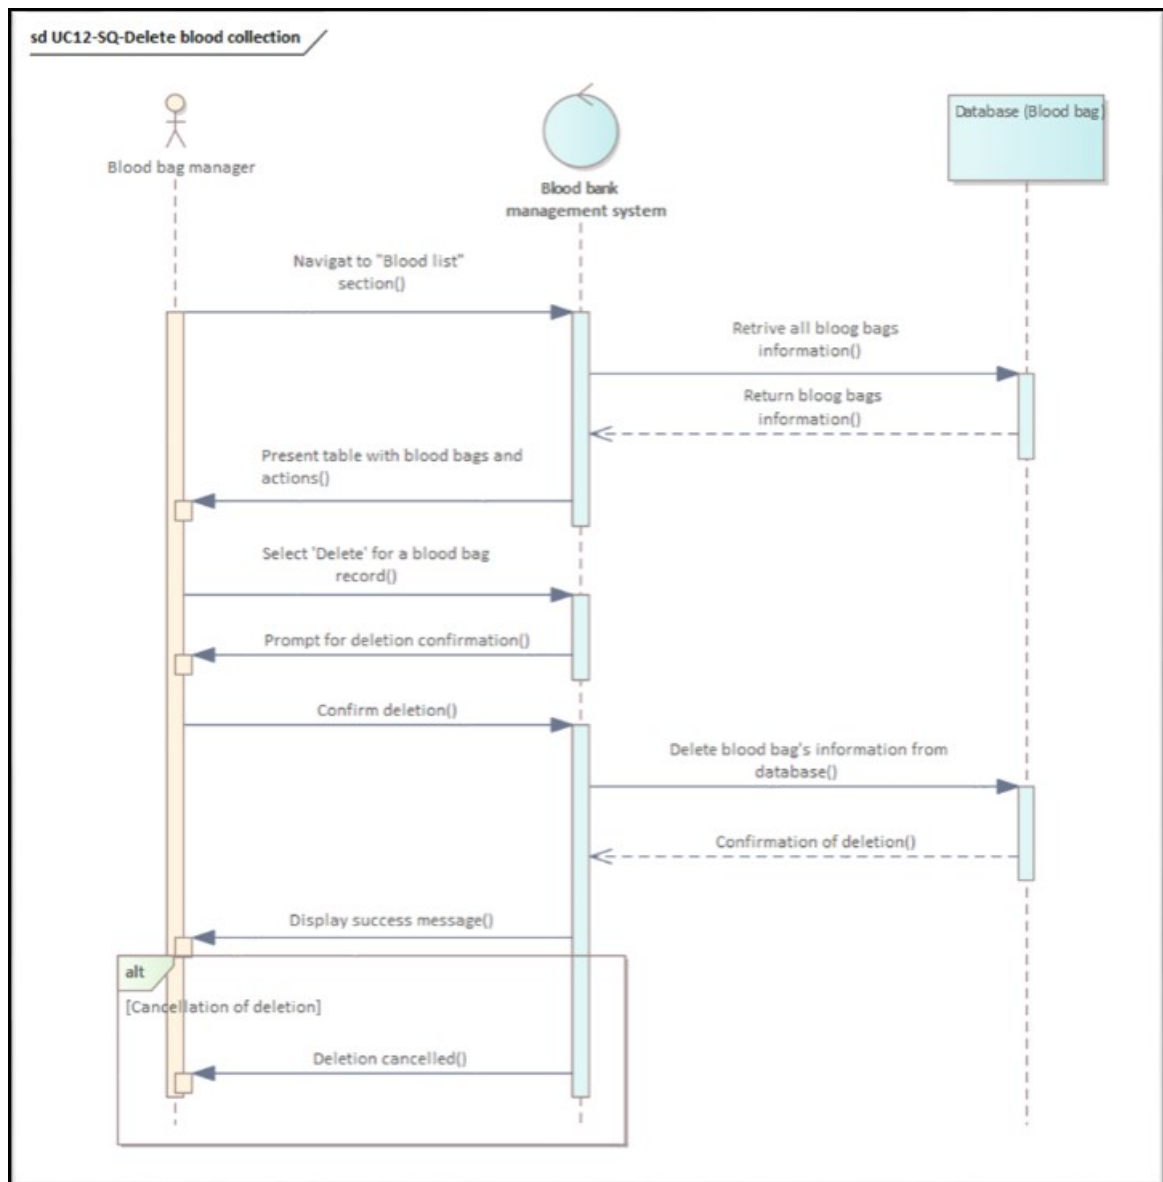 sd UC12-SQ-Delete blood collection
Blood bag manager
Blood bank
management system
Database (Blood bag)
Navigat to "Blood list"
section()
Retrive all bloog bags
information()
Return bloog bags
information()
Present table with blood bags and
actions()
Select 'Delete' for a blood bag
record()
Prompt for deletion confirmation()
Confirm deletion()
Delete blood bag's information from
database()
Confirmation of deletion()
Display success message()
alt
[Cancellation of deletion]
Deletion cancelled()